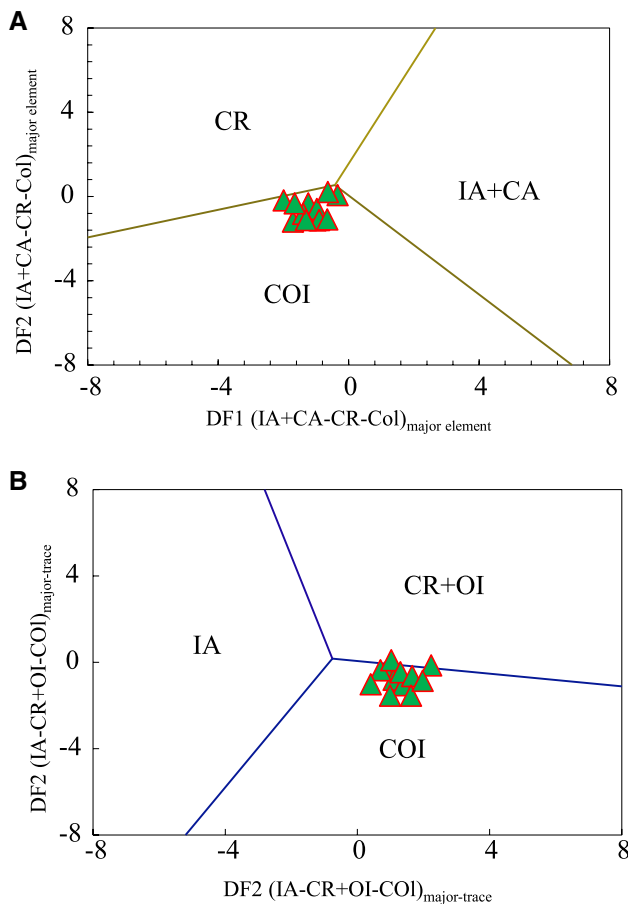 A
8
4
0
-4
-8
DF2 (IA+CA-CR-Col)major element
CR
IA+CA
COI
-8
-4
0
4
8
DF1 (IA+CA-CR-Col)major element
B
8
4
0
-4
-8
DF2 (IA-CR+OI-COl)major-trace
CR+OI
IA
COI
-8
-4
0
4
8
DF2 (IA-CR+OI-COl)major-trace